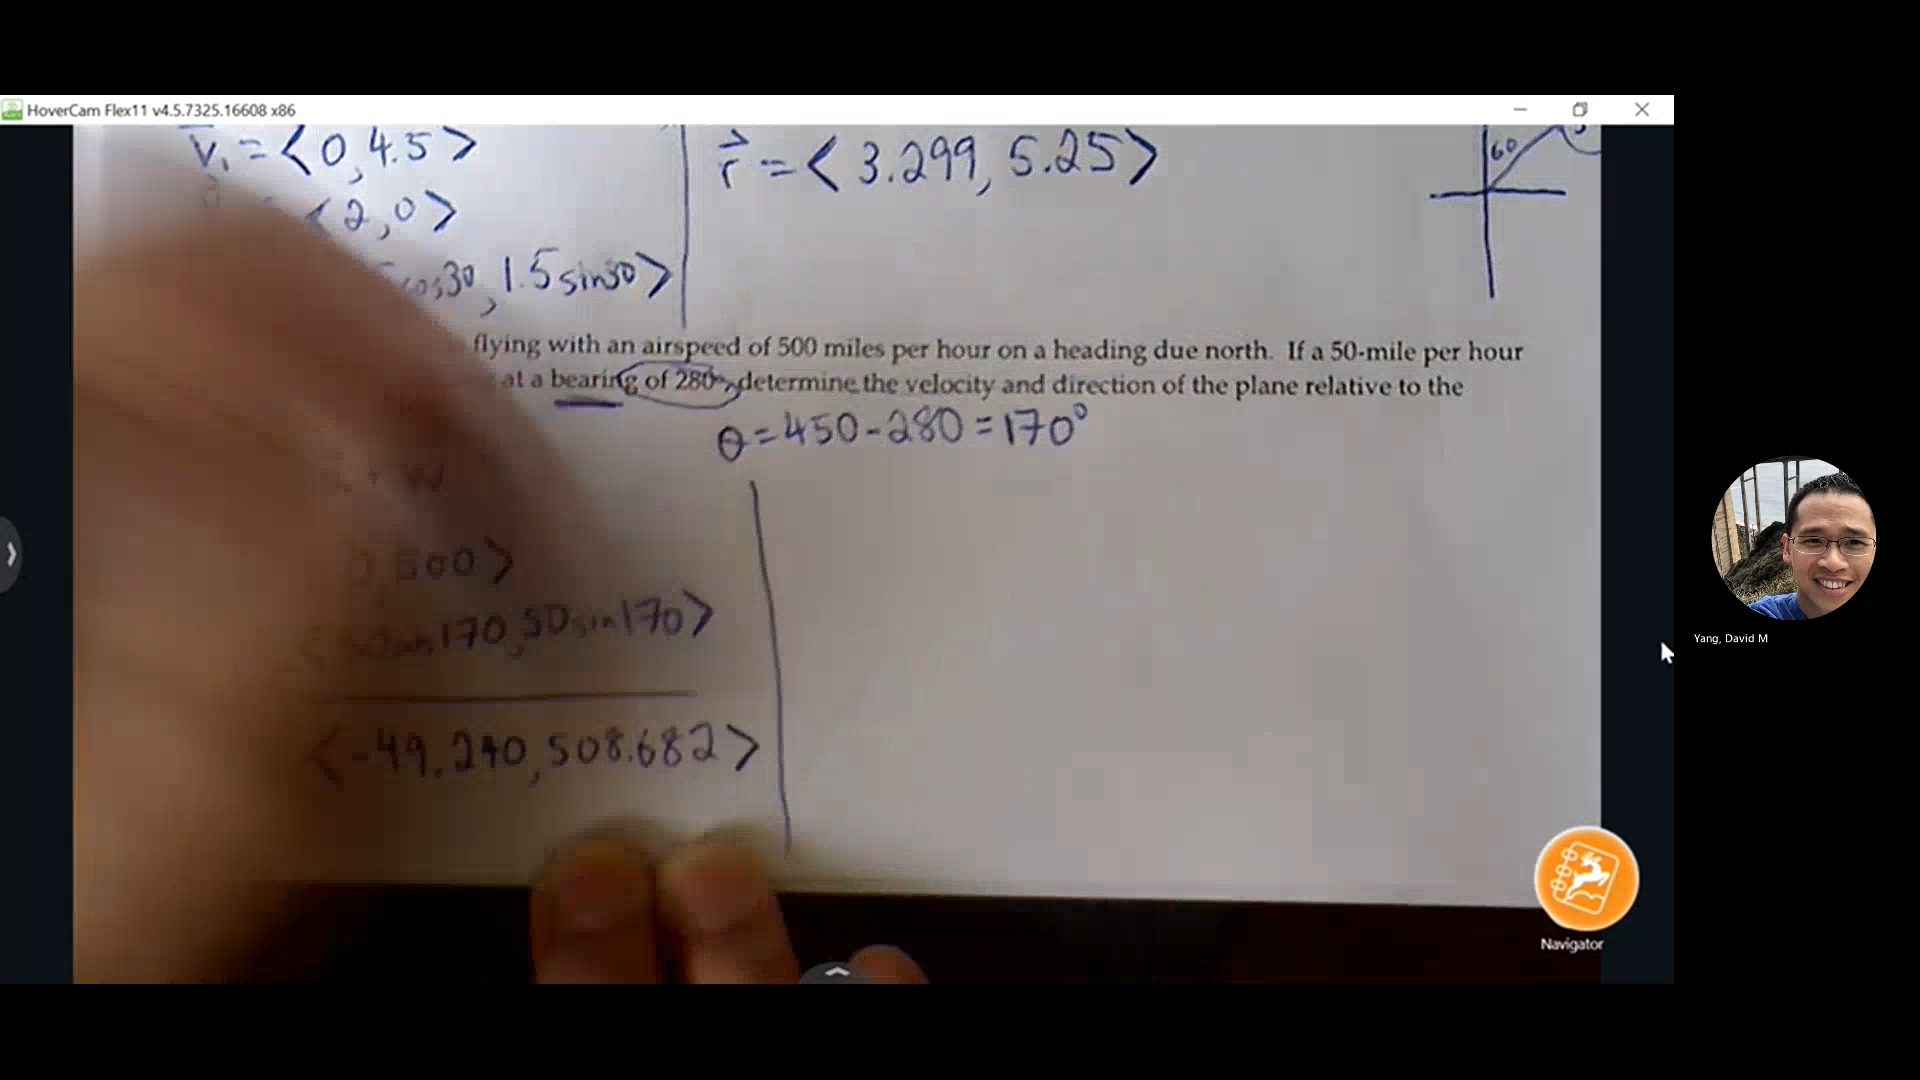 HoverCam Flex11 v4.5.7325.16608 x86
v₁ = <0, 4.5>
r = <3.299, 5.25>
60
<2, 0>
cos30, 1.5 sin30>
flying with an airspeed of 500 miles per hour on a heading due north. If a 50-mile per hour
at a bearing of 280°, determine the velocity and direction of the plane relative to the
θ = 450 - 280 = 170°
+ w
, 500>
170, 50 sin170>
<-49.240, 508.682>
Yang, David M
Navigator